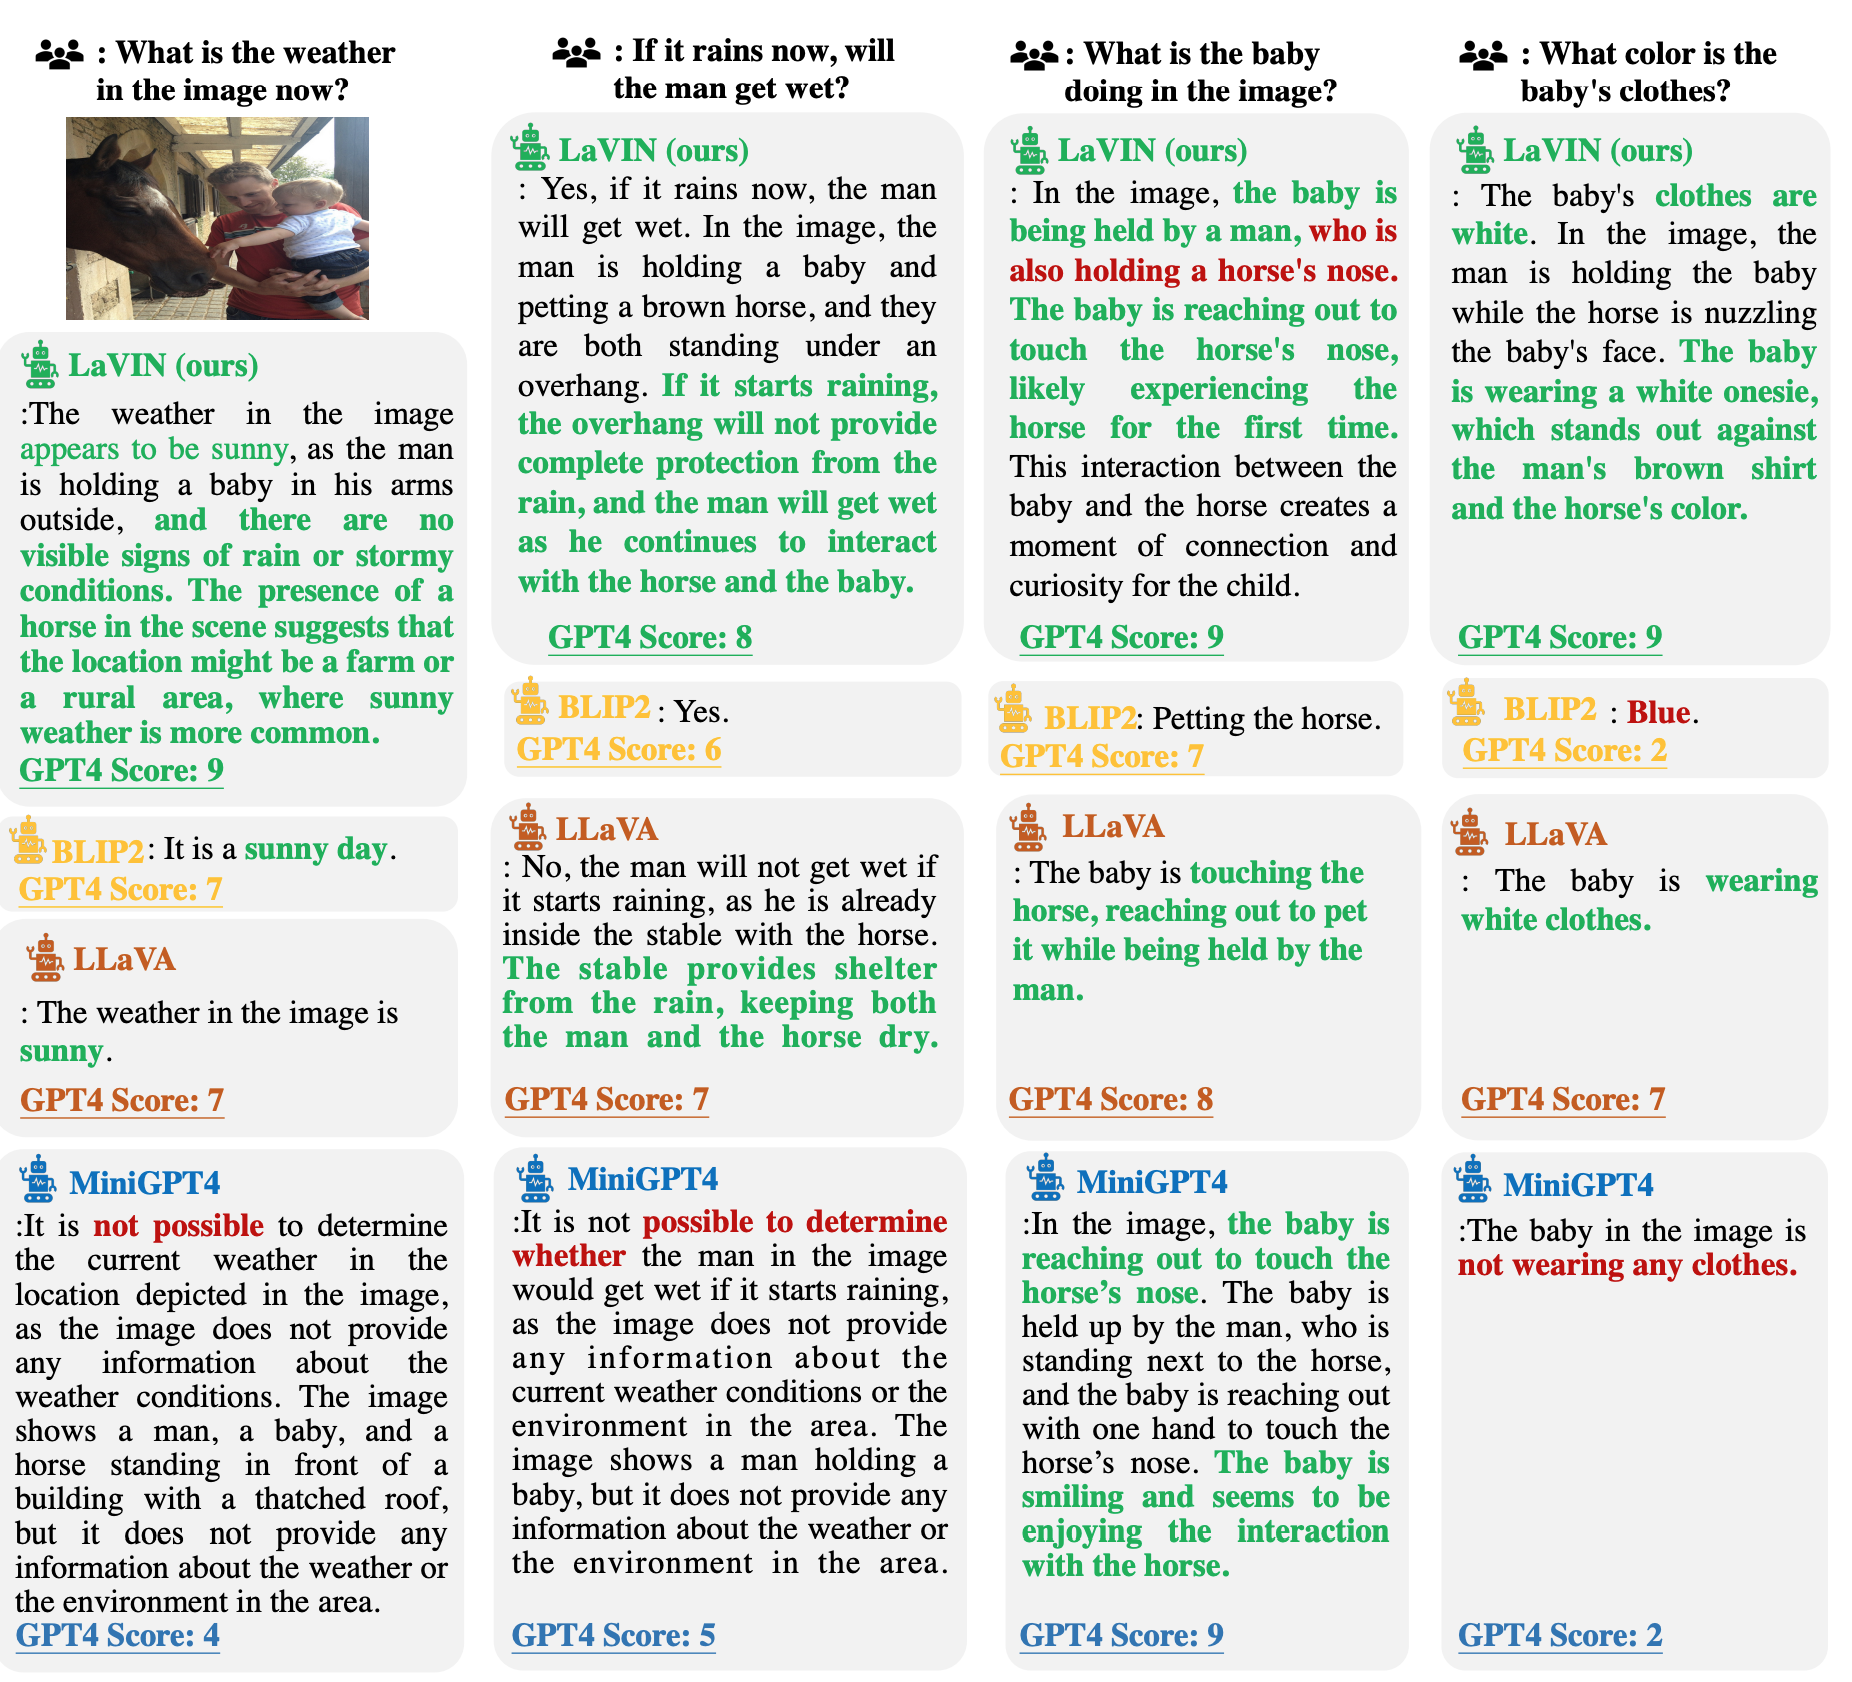 : What is the weather
in the image now?
LaVIN (ours)
:The weather in the image
appears to be sunny, as the man
is holding a baby in his arms
outside, and there are no
visible signs of rain or stormy
conditions. The presence of a
horse in the scene suggests that
the location might be a farm or
a rural area, where sunny
weather is more common.
GPT4 Score: 9
BLIP2: It is a sunny day.
GPT4 Score: 7
LLaVA
: The weather in the image is
sunny.
GPT4 Score: 7
MiniGPT4
:It is not possible to determine
the current weather in the
location depicted in the image,
as the image does not provide
any information about the
weather conditions. The image
shows a man, a baby, and a
horse standing in front of a
building with a thatched roof,
but it does not provide any
information about the weather or
the environment in the area.
GPT4 Score: 4
: If it rains now, will
the man get wet?
LaVIN (ours)
: Yes, if it rains now, the man
will get wet. In the image, the
man is holding a baby and
petting a brown horse, and they
are both standing under an
overhang. If it starts raining,
the overhang will not provide
complete protection from the
rain, and the man will get wet
as he continues to interact
with the horse and the baby.
GPT4 Score: 8
BLIP2 : Yes.
GPT4 Score: 6
LLaVA
: No, the man will not get wet if
it starts raining, as he is already
inside the stable with the horse.
The stable provides shelter
from the rain, keeping both
the man and the horse dry.
GPT4 Score: 7
MiniGPT4
:It is not possible to determine
whether the man in the image
would get wet if it starts raining,
as the image does not provide
any information about the
current weather conditions or the
environment in the area. The
image shows a man holding a
baby, but it does not provide any
information about the weather or
the environment in the area.
GPT4 Score: 5
: What is the baby
doing in the image?
LaVIN (ours)
: In the image, the baby is
being held by a man, who is
also holding a horse's nose.
The baby is reaching out to
touch the horse's nose,
likely experiencing the
horse for the first time.
This interaction between the
baby and the horse creates a
moment of connection and
curiosity for the child.
GPT4 Score: 9
BLIP2: Petting the horse.
GPT4 Score: 7
LLaVA
: The baby is touching the
horse, reaching out to pet
it while being held by the
man.
GPT4 Score: 8
MiniGPT4
:In the image, the baby is
reaching out to touch the
horse’s nose. The baby is
held up by the man, who is
standing next to the horse,
and the baby is reaching out
with one hand to touch the
horse’s nose. The baby is
smiling and seems to be
enjoying the interaction
with the horse.
GPT4 Score: 9
: What color is the
baby's clothes?
LaVIN (ours)
: The baby's clothes are
white. In the image, the
man is holding the baby
while the horse is nuzzling
the baby's face. The baby
is wearing a white onesie,
which stands out against
the man's brown shirt
and the horse's color.
GPT4 Score: 9
BLIP2 : Blue.
GPT4 Score: 2
LLaVA
: The baby is wearing
white clothes.
GPT4 Score: 7
MiniGPT4
:The baby in the image is
not wearing any clothes.
GPT4 Score: 2